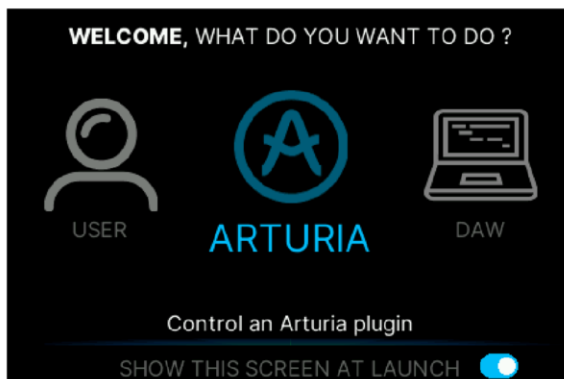 WELCOME, WHAT DO YOU WANT TO DO ?
USER
ARTURIA
DAW
Control an Arturia plugin
SHOW THIS SCREEN AT LAUNCH